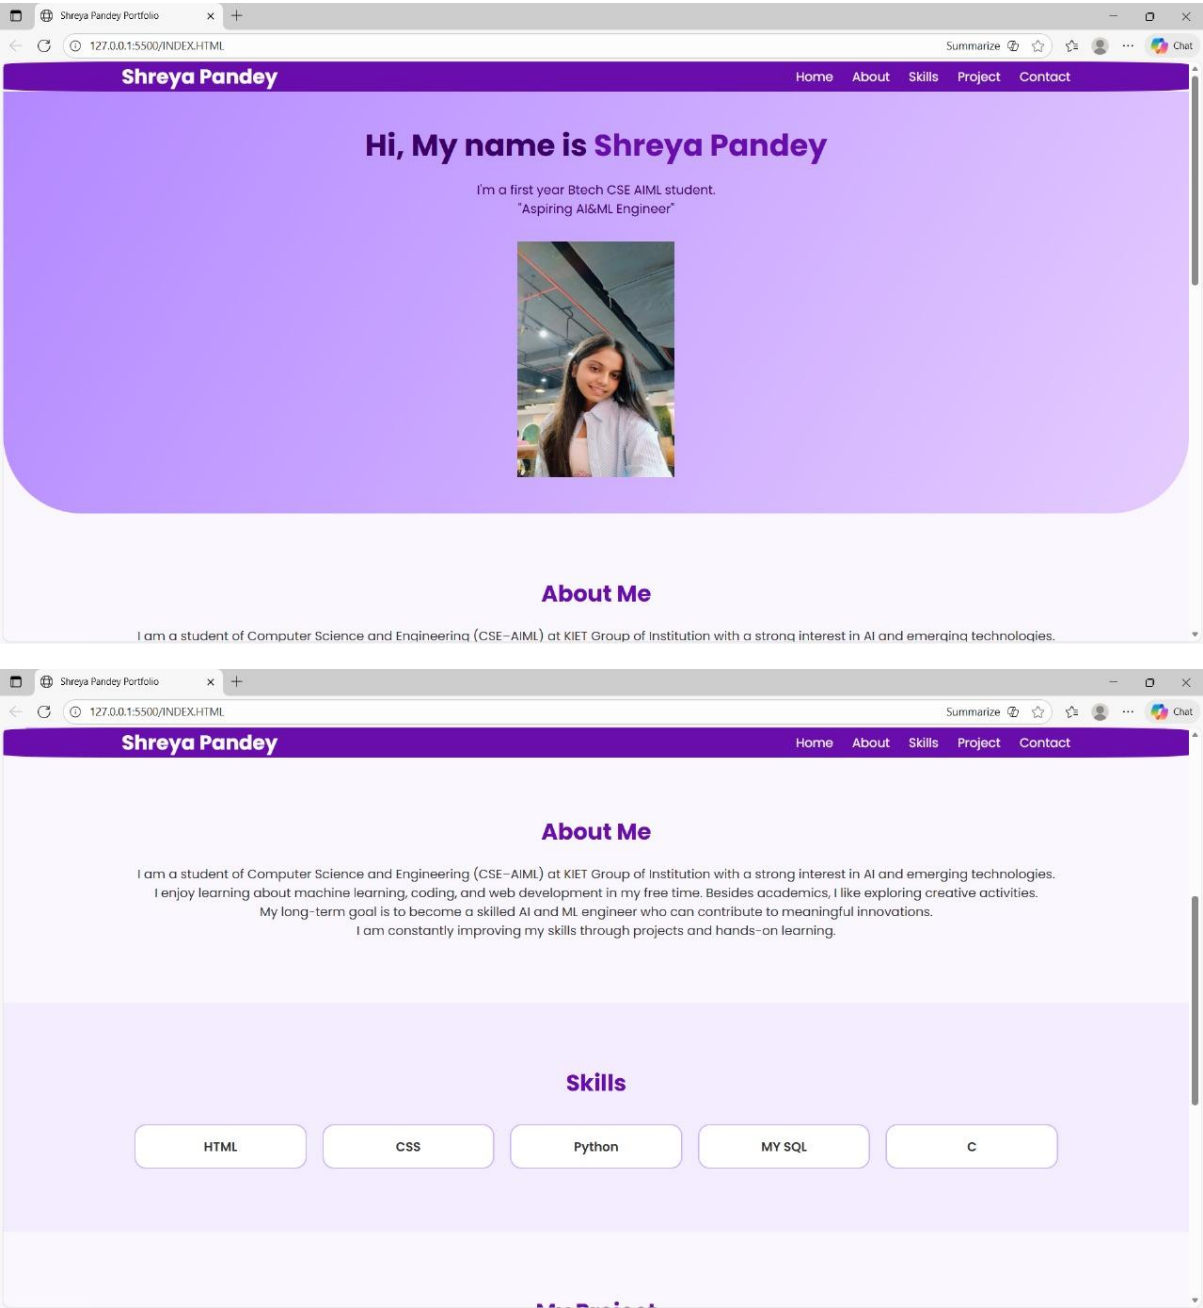 Shreya Pandey Portfolio
127.0.0.1:5500/INDEX.HTML
Summarize
Chat
Shreya Pandey
Home About Skills Project Contact
Hi, My name is Shreya Pandey
I'm a first year Btech CSE AIML student.
"Aspiring AI&ML Engineer"
About Me
I am a student of Computer Science and Engineering (CSE-AIML) at KIET Group of Institution with a strong interest in AI and emerging technologies.
Shreya Pandey Portfolio
127.0.0.1:5500/INDEX.HTML
Summarize
Chat
Shreya Pandey
Home About Skills Project Contact
About Me
I am a student of Computer Science and Engineering (CSE-AIML) at KIET Group of Institution with a strong interest in AI and emerging technologies.
I enjoy learning about machine learning, coding, and web development in my free time. Besides academics, I like exploring creative activities.
My long-term goal is to become a skilled AI and ML engineer who can contribute to meaningful innovations.
I am constantly improving my skills through projects and hands-on learning.
Skills
HTML CSS Python MY SQL C
My Project